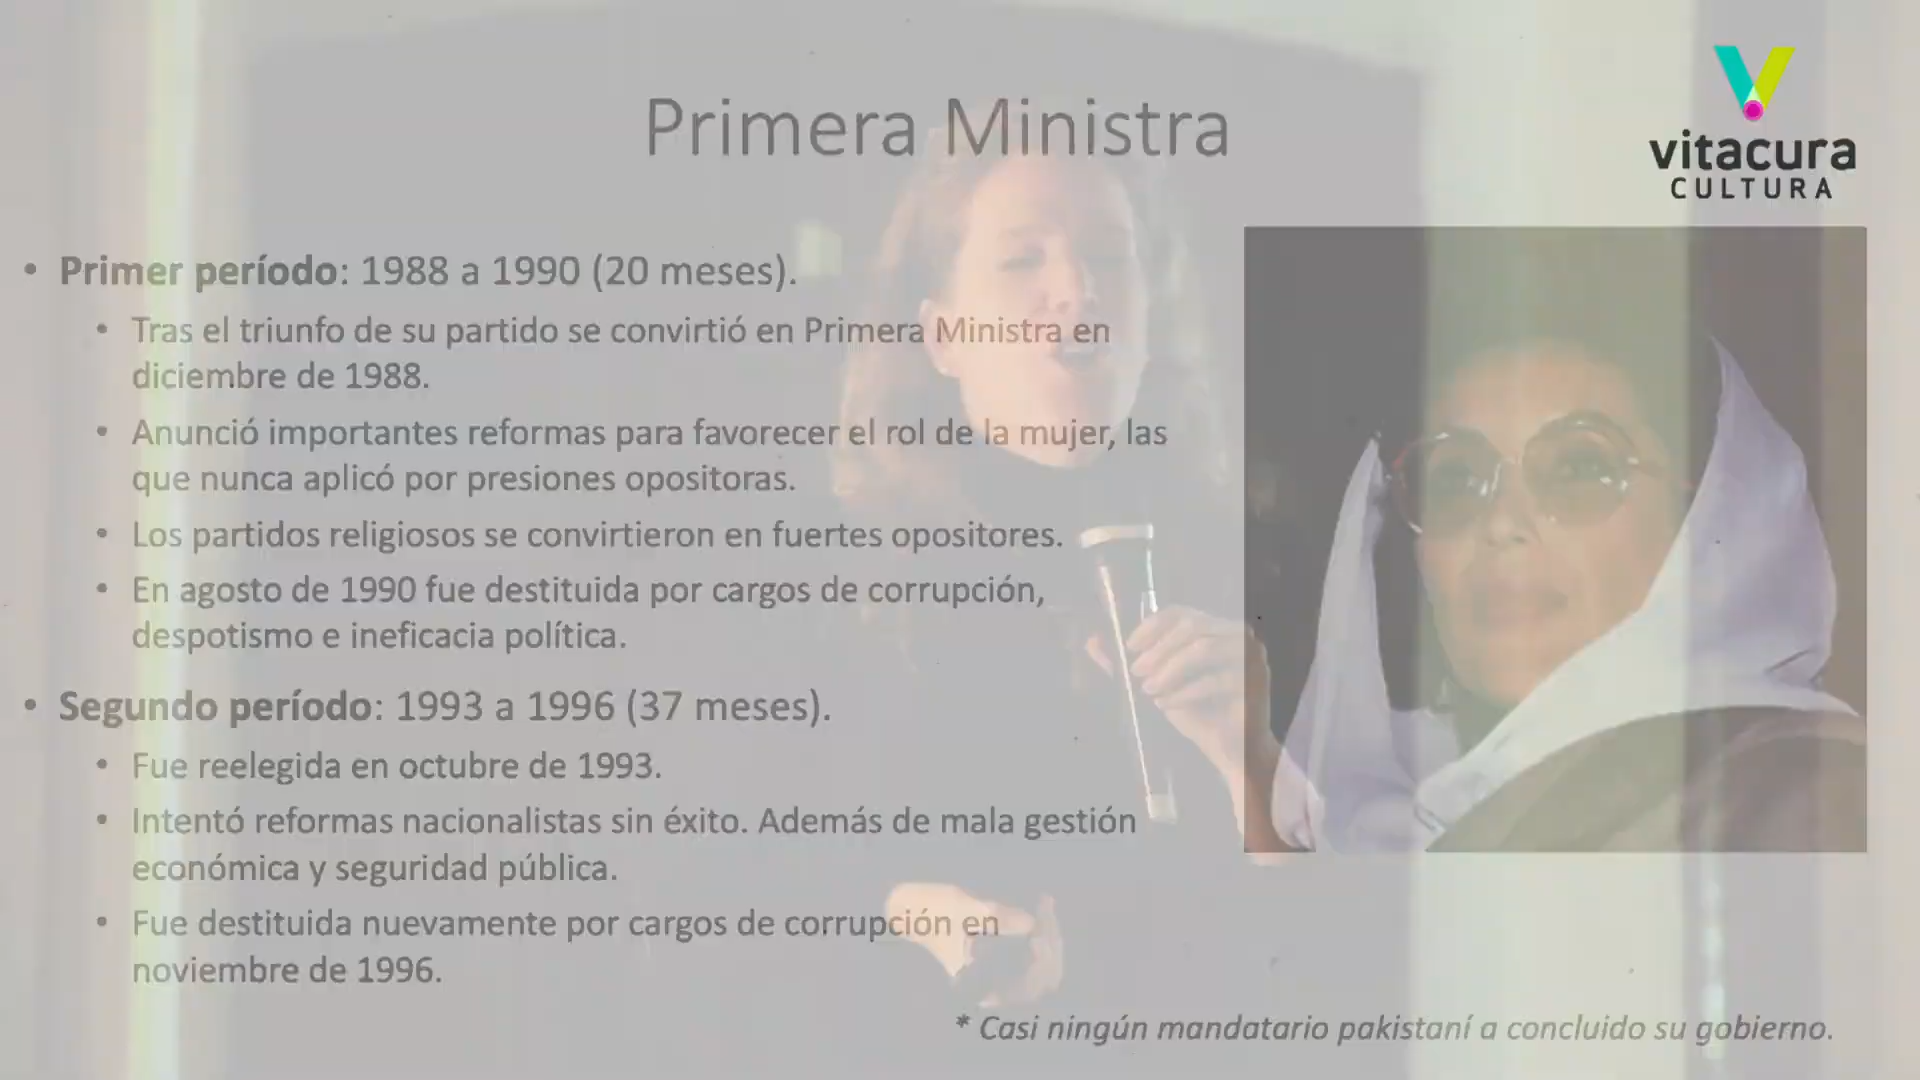 Primera Ministra
vitacura
CULTURA
• Primer período: 1988 a 1990 (20 meses).
• Tras el triunfo de su partido se convirtió en Primera Ministra en
diciembre de 1988.
• Anunció importantes reformas para favorecer el rol de la mujer, las
que nunca aplicó por presiones opositoras.
• Los partidos religiosos se convirtieron en fuertes opositores.
• En agosto de 1990 fue destituida por cargos de corrupción,
despotismo e ineficacia política.
• Segundo período: 1993 a 1996 (37 meses).
• Fue reelegida en octubre de 1993.
• Intentó reformas nacionalistas sin éxito. Además de mala gestión
económica y seguridad pública.
• Fue destituida nuevamente por cargos de corrupción en
noviembre de 1996.
* Casi ningún mandatario pakistaní a concluido su gobierno.